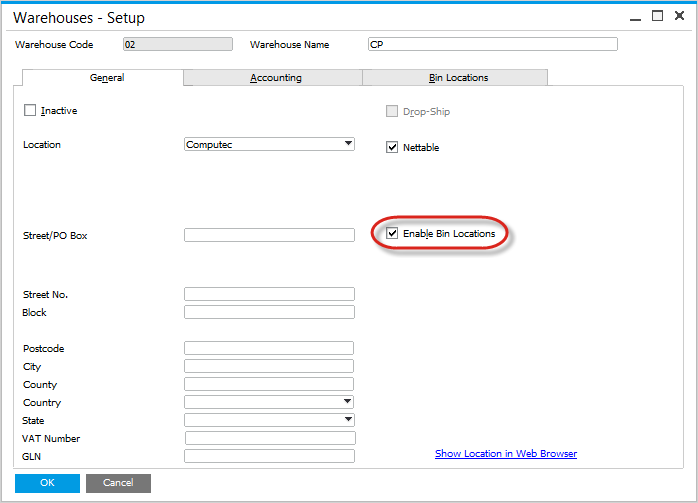 Warehouses - Setup
Warehouse Code 02 Warehouse Name CP
General Accounting Bin Locations
Inactive Drop-Ship
Location Computec Nettable
Street/PO Box Enable Bin Locations
Street No.
Block
Postcode
City
County
Country
State
VAT Number
GLN Show Location in Web Browser
OK Cancel